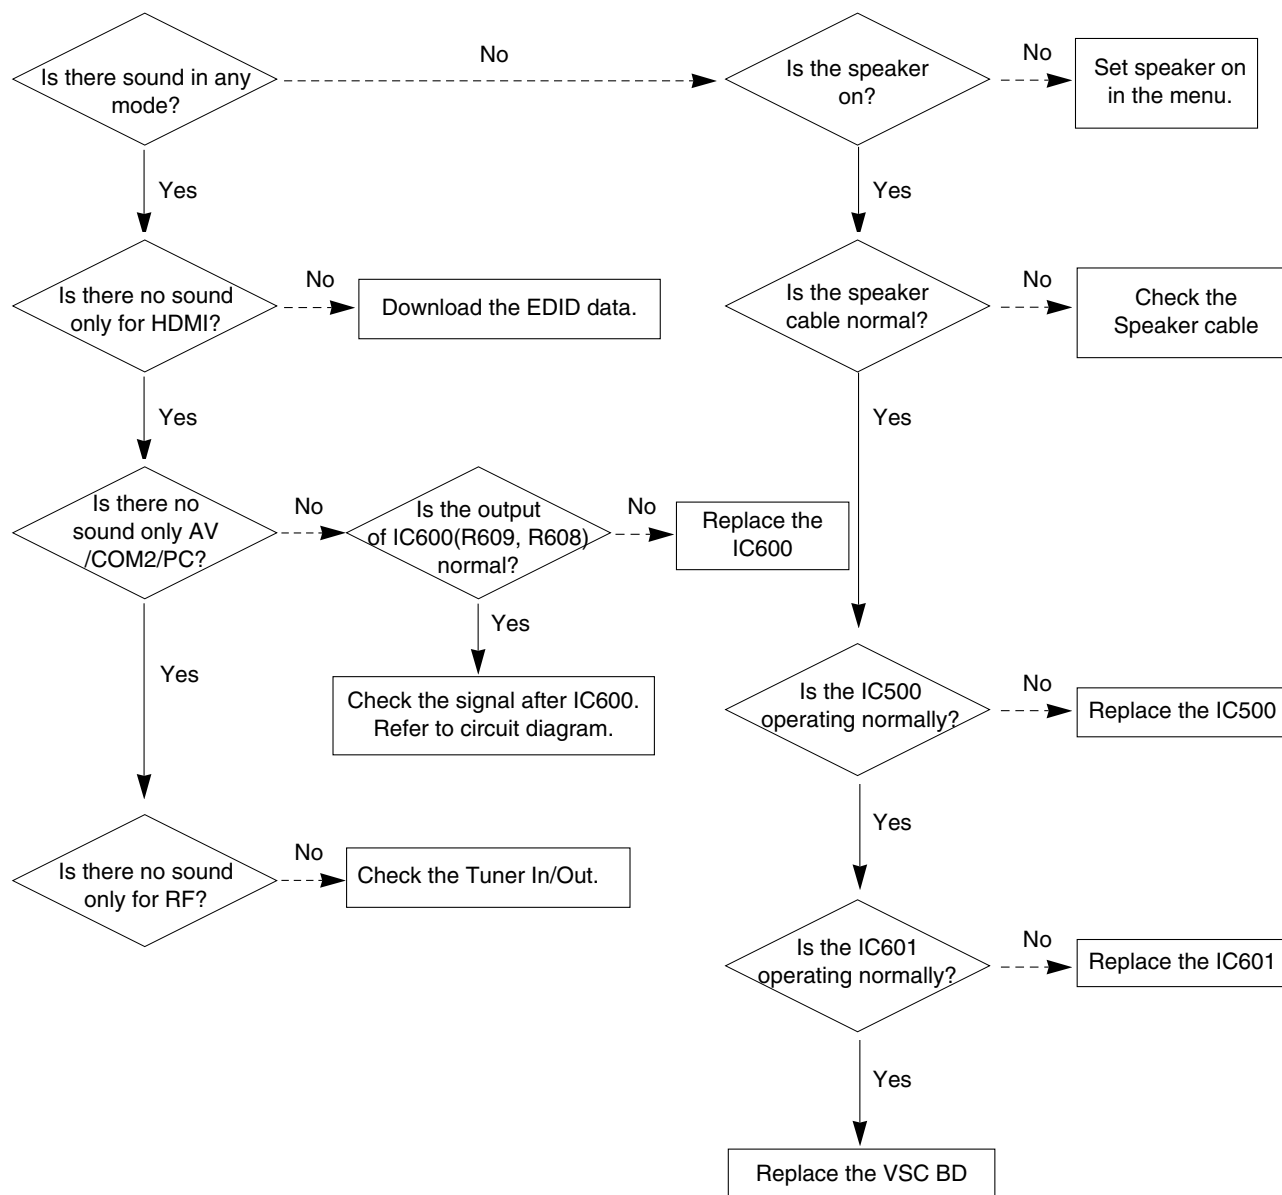 Is there sound in any
mode?
No
Is the speaker
on?
No
Set speaker on
in the menu.
Yes
Yes
Is there no sound
only for HDMI?
No
Download the EDID data.
Is the speaker
cable normal?
No
Check the
Speaker cable
Yes
Yes
Is there no
sound only AV
/COM2/PC?
No
Is the output
of IC600(R609, R608)
normal?
No
Replace the
IC600
Yes
Yes
Check the signal after IC600.
Refer to circuit diagram.
Is the IC500
operating normally?
No
Replace the IC500
Yes
Is there no sound
only for RF?
No
Check the Tuner In/Out.
Is the IC601
operating normally?
No
Replace the IC601
Yes
Replace the VSC BD